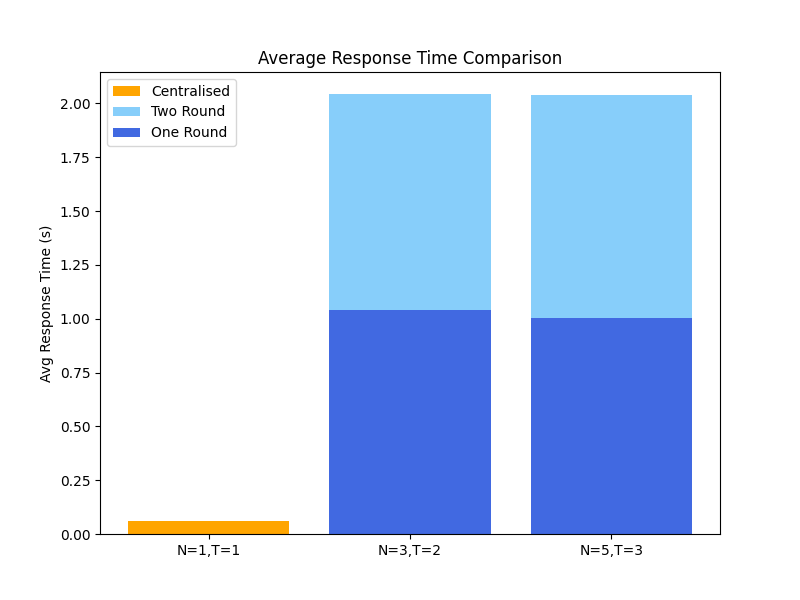 Average Response Time Comparison
Centralised
Two Round
One Round
Avg Response Time (s)
2.00
1.75
1.50
1.25
1.00
0.75
0.50
0.25
0.00
N=1,T=1
N=3,T=2
N=5,T=3